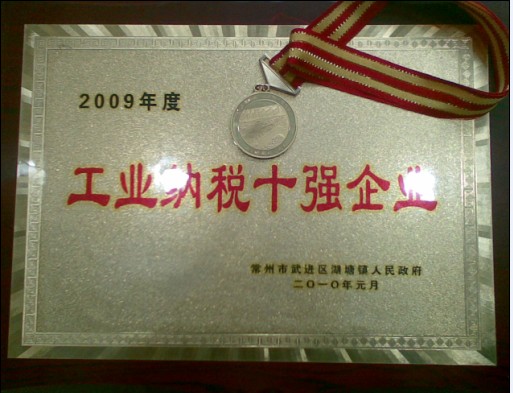 2009年度
工业纳税十强企业
常州市武进区湖塘镇人民政府
二〇一〇年元月